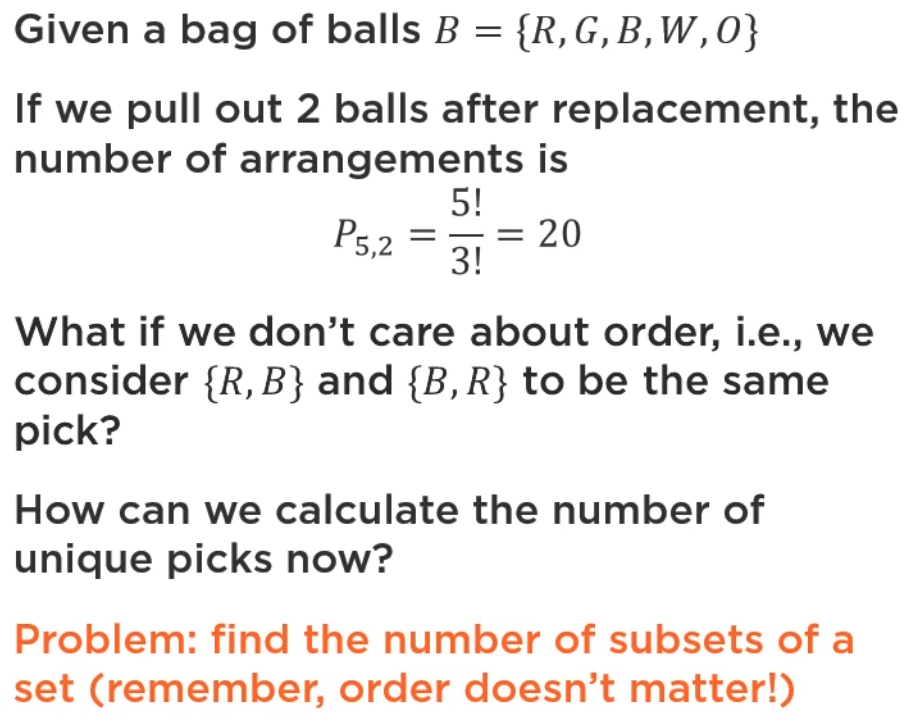 Given a bag of balls B = {R, G, B, W, O}
If we pull out 2 balls after replacement, the
number of arrangements is
P5,2 = 5!/3! = 20
What if we don’t care about order, i.e., we
consider {R, B} and {B, R} to be the same
pick?
How can we calculate the number of
unique picks now?
Problem: find the number of subsets of a
set (remember, order doesn’t matter!)